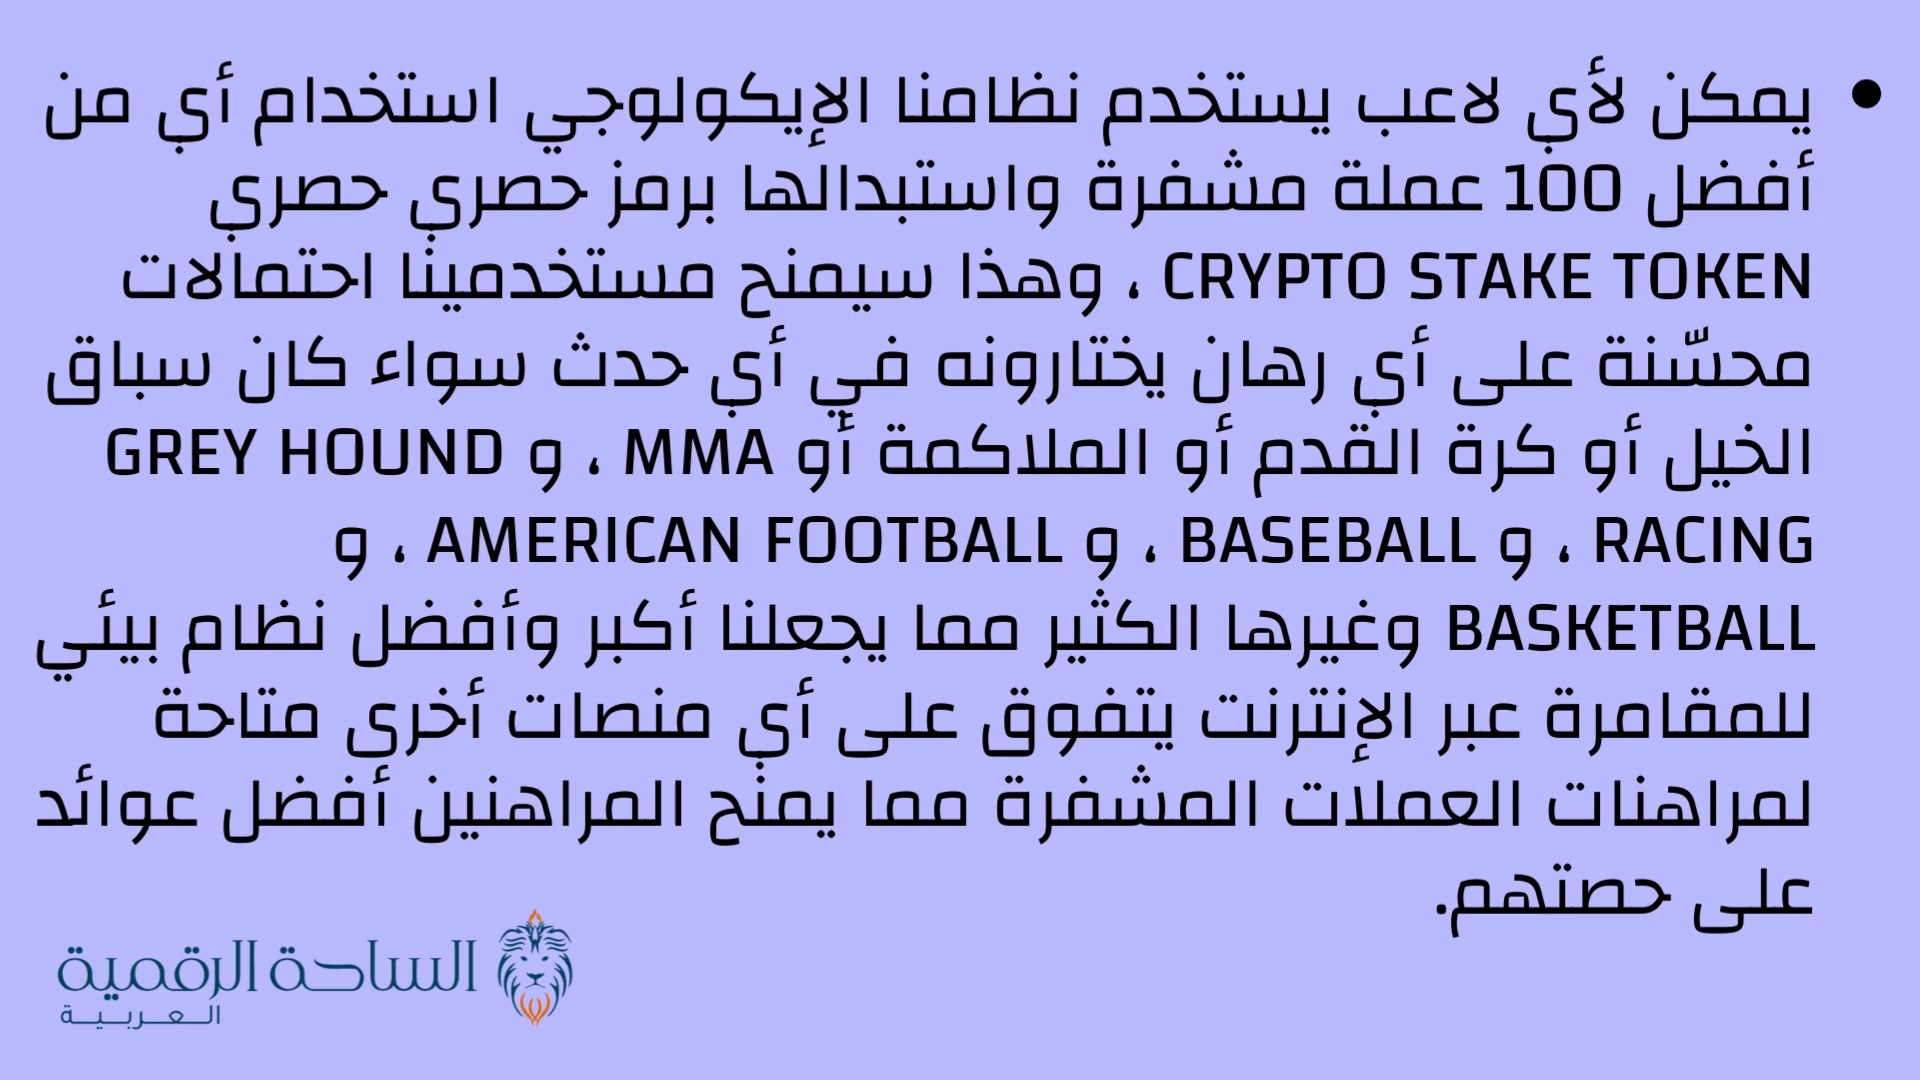 • يمكن لأي لاعب يستخدم نظامنا الإيكولوجي استخدام أي من
أفضل 100 عملة مشفرة واستبدالها برمز حصري حصري
CRYPTO STAKE TOKEN ، وهذا سيمنح مستخدمينا احتمالات
محسّنة على أي رهان يختارونه في أي حدث سواء كان سباق
الخيل أو كرة القدم أو الملاكمة أو MMA ، و GREY HOUND
RACING ، و BASEBALL ، و AMERICAN FOOTBALL ، و
BASKETBALL وغيرها الكثير مما يجعلنا أكبر وأفضل نظام بيئي
للمقامرة عبر الإنترنت يتفوق على أي منصات أخرى متاحة
لمراهنات العملات المشفرة مما يمنح المراهنين أفضل عوائد
على حصتهم.
الساحة الرقمية
العربية